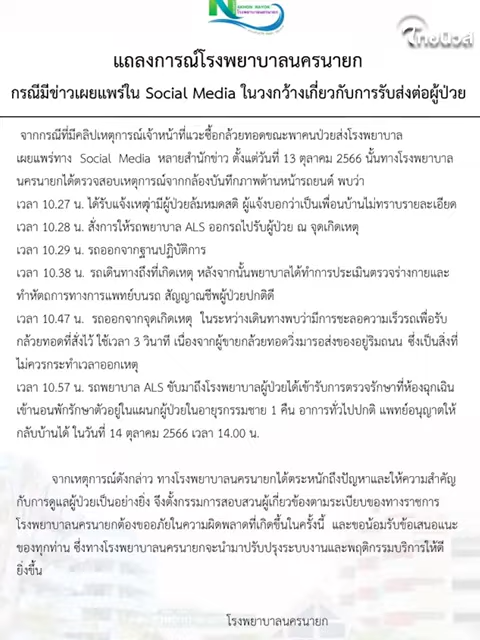 NAKHON NAYOK
โรงพยาบาลนครนายก
ไทยนิวส์
แถลงการณ์โรงพยาบาลนครนายก
กรณีมีข่าวเผยแพร่ใน Social Media ในวงกว้างเกี่ยวกับการรับส่งต่อผู้ป่วย
จากกรณีที่มีคลิปเหตุการณ์เจ้าหน้าที่แวะซื้อกล้วยทอดขณะพาคนป่วยส่งโรงพยาบาล
เผยแพร่ทาง Social Media หลายสำนักข่าว ตั้งแต่วันที่ 13 ตุลาคม 2566 นั้นทางโรงพยาบาล
นครนายกได้ตรวจสอบเหตุการณ์จากกล้องบันทึกภาพด้านหน้ารถยนต์ พบว่า
เวลา 10.27 น. ได้รับแจ้งเหตุว่ามีผู้ป่วยล้มหมดสติ ผู้แจ้งบอกว่าเป็นเพื่อนบ้านไม่ทราบรายละเอียด
เวลา 10.28 น. สั่งการให้รถพยาบาล ALS ออกรถไปรับผู้ป่วย ณ จุดเกิดเหตุ
เวลา 10.29 น. รถออกจากฐานปฏิบัติการ
เวลา 10.38 น. รถเดินทางถึงที่เกิดเหตุ หลังจากนั้นพยาบาลได้ทำการประเมินตรวจร่างกายและ
ทำหัตถการทางการแพทย์บนรถ สัญญาณชีพผู้ป่วยปกติดี
เวลา 10.47 น. รถออกจากจุดเกิดเหตุ ในระหว่างเดินทางพบว่ามีการชะลอความเร็วรถเพื่อรับ
กล้วยทอดที่สั่งไว้ ใช้เวลา 3 วินาที เนื่องจากผู้ขายกล้วยทอดวิ่งมารอส่งของอยู่ริมถนน ซึ่งเป็นสิ่งที่
ไม่ควรกระทำเวลาออกเหตุ
เวลา 10.57 น. รถพยาบาล ALS ขับมาถึงโรงพยาบาลผู้ป่วยได้เข้ารับการตรวจรักษาที่ห้องฉุกเฉิน
เข้านอนพักรักษาตัวอยู่ในแผนกผู้ป่วยในอายุรกรรมชาย 1 คืน อาการทั่วไปปกติ แพทย์อนุญาตให้
กลับบ้านได้ ในวันที่ 14 ตุลาคม 2566 เวลา 14.00 น.
จากเหตุการณ์ดังกล่าว ทางโรงพยาบาลนครนายกได้ตระหนักถึงปัญหาและให้ความสำคัญ
กับการดูแลผู้ป่วยเป็นอย่างยิ่ง จึงตั้งกรรมการสอบสวนผู้เกี่ยวข้องตามระเบียบของทางราชการ
โรงพยาบาลนครนายกต้องขออภัยในความผิดพลาดที่เกิดขึ้นในครั้งนี้ และขอน้อมรับข้อเสนอแนะ
ของทุกท่าน ซึ่งทางโรงพยาบาลนครนายกจะนำมาปรับปรุงระบบงานและพฤติกรรมบริการให้ดี
ยิ่งขึ้น
โรงพยาบาลนครนายก